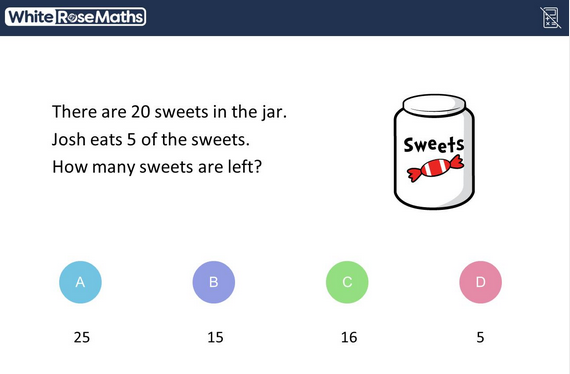 White Rose Maths
There are 20 sweets in the jar.
Josh eats 5 of the sweets.
How many sweets are left?
Sweets
A B C D
25 15 16 5